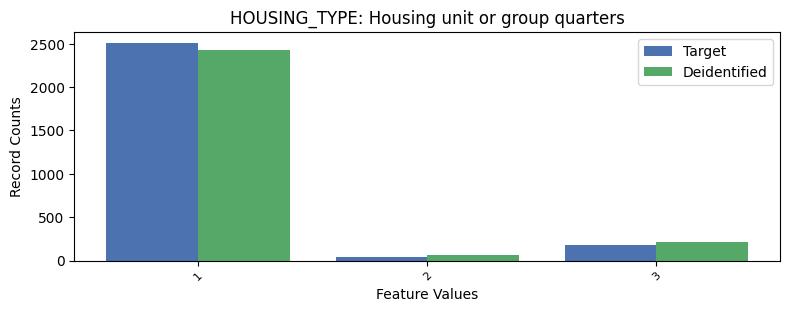 HOUSING_TYPE: Housing unit or group quarters
Target
Deidentified
Record Counts
2500
2000
1500
1000
500
0
1
2
3
Feature Values